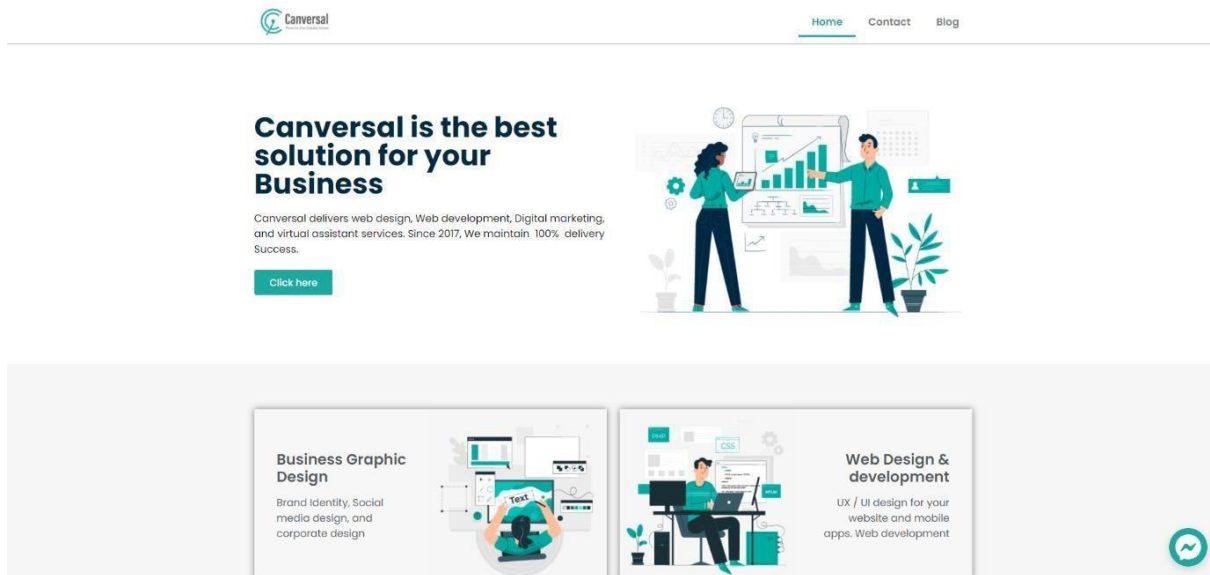 Canversal
Home Contact Blog
Canversal is the best
solution for your
Business
Canversal delivers web design, Web development, Digital marketing,
and virtual assistant services. Since 2017, We maintain 100% delivery
Success.
Click here
Business Graphic
Design
Brand Identity, Social
media design, and
corporate design
Text
CSS
Web Design &
development
UX / UI design for your
website and mobile
apps. Web development